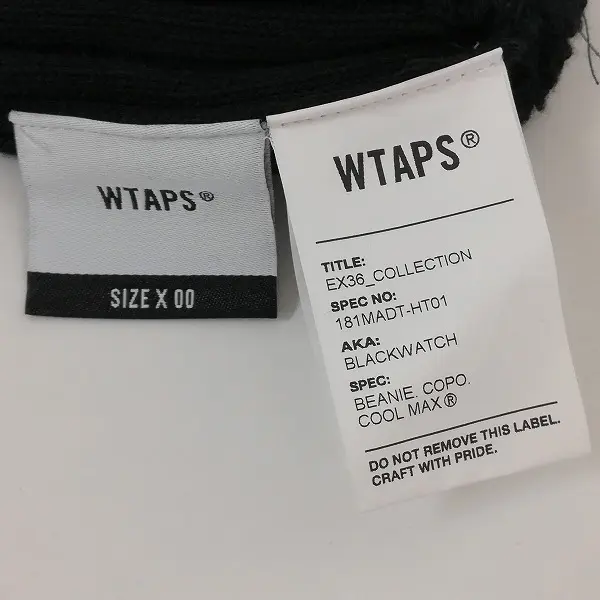 WTAPS®
SIZE X 00
WTAPS®
TITLE:
EX36_COLLECTION
SPEC NO:
181MADT-HT01
AKA:
BLACKWATCH
SPEC:
BEANIE. COPO.
COOL MAX®
DO NOT REMOVE THIS LABEL.
CRAFT WITH PRIDE.